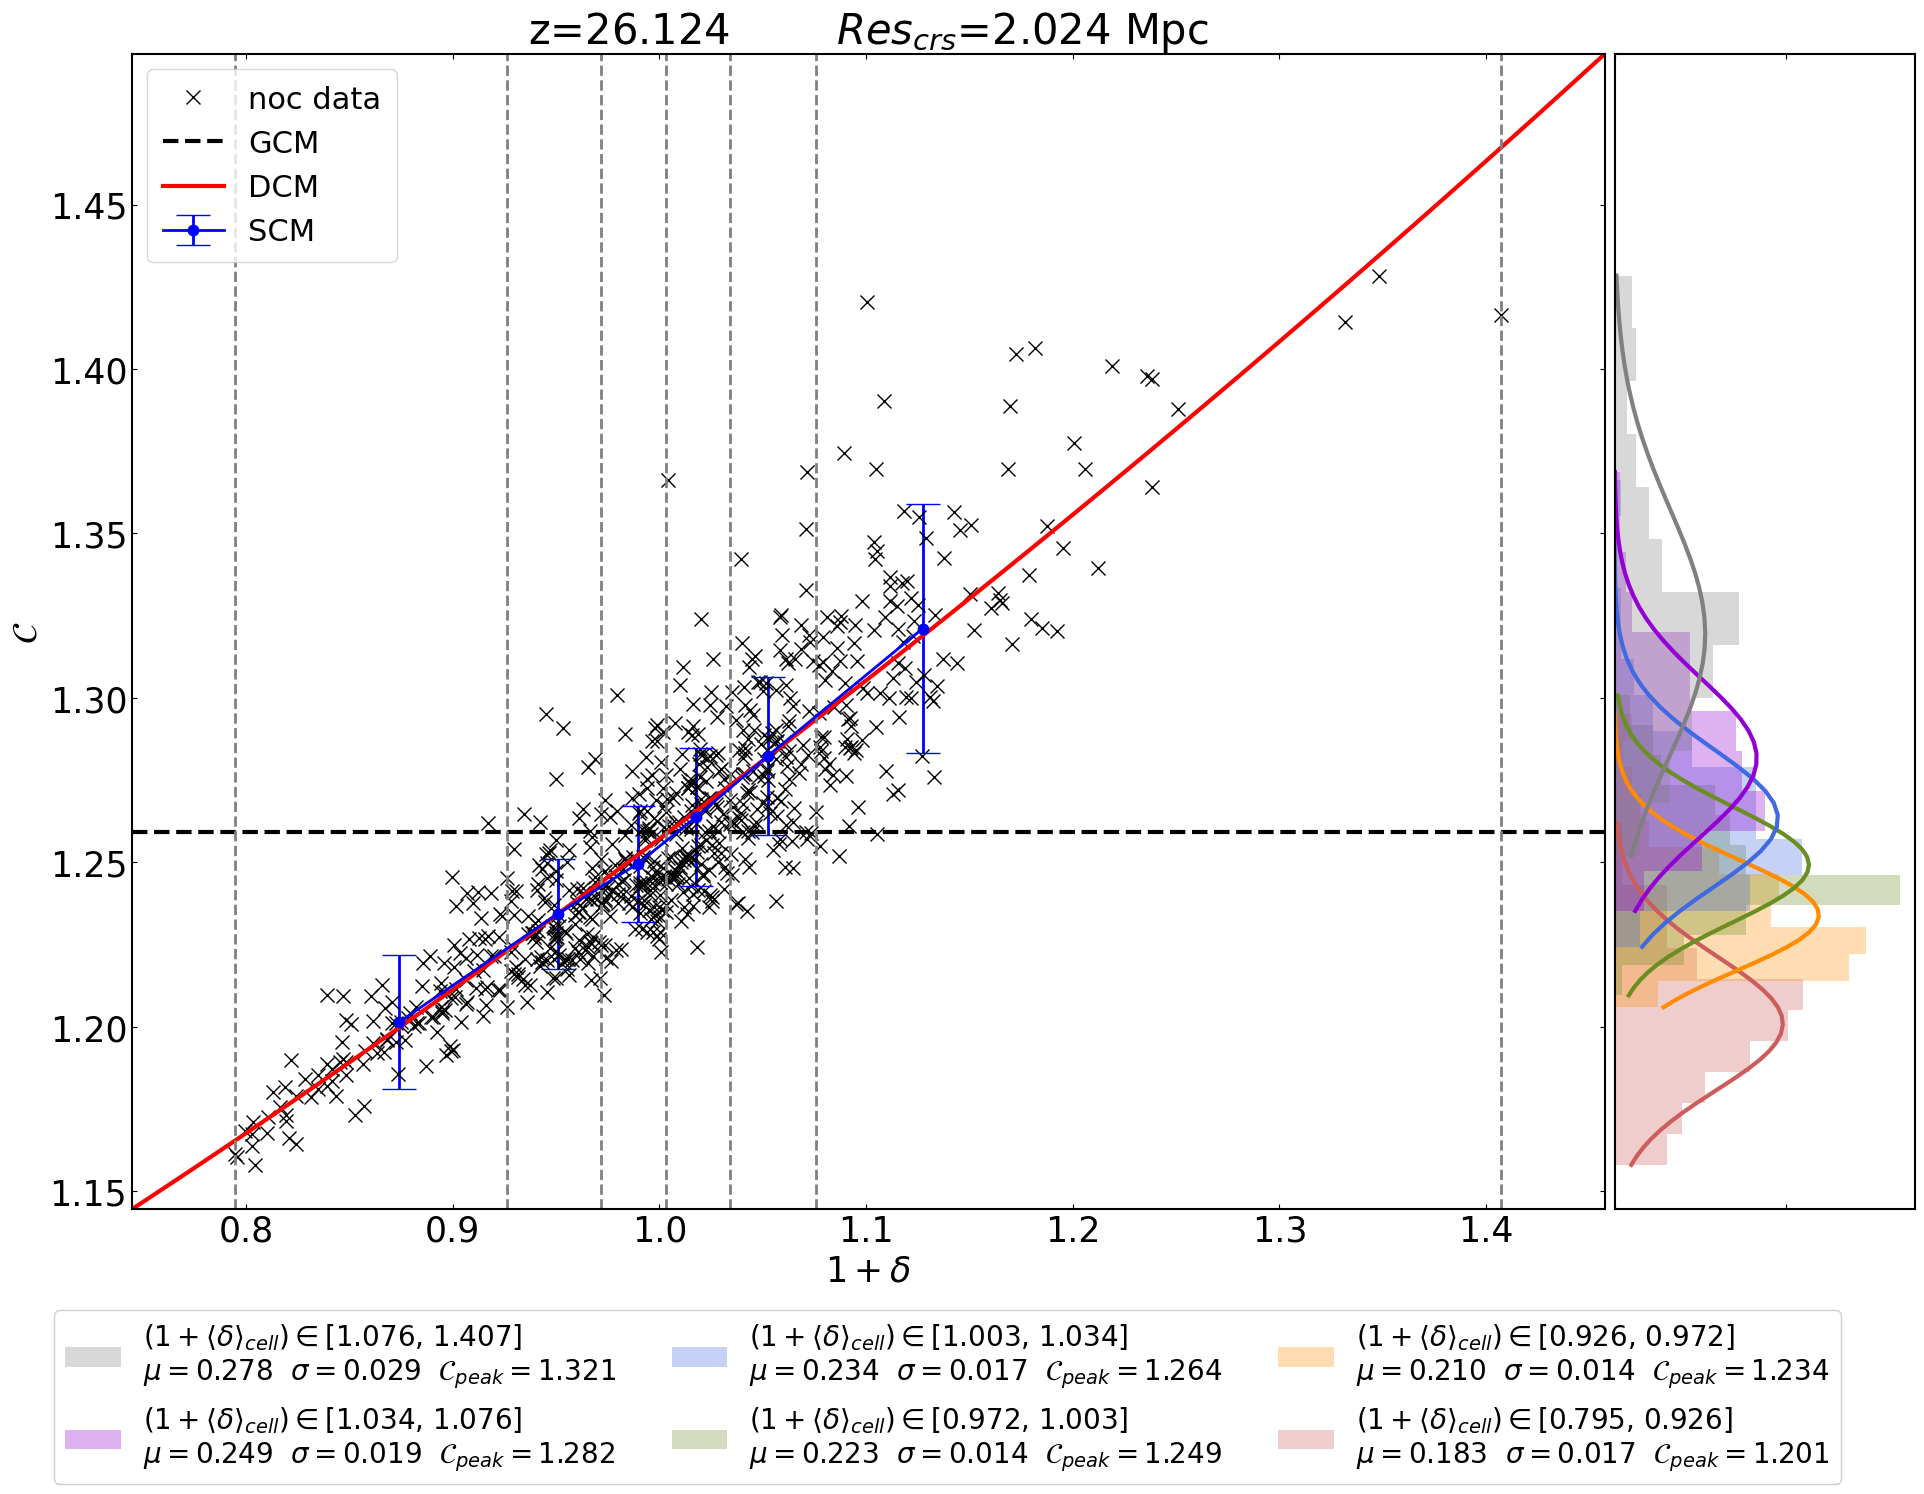 z=26.124 Res_crs=2.024 Mpc
noc data
GCM
DCM
SCM
1.45
1.40
1.35
1.30
1.25
1.20
1.15
𝒞
0.8 0.9 1.0 1.1 1.2 1.3 1.4
1 + δ
(1 + ⟨δ⟩_cell) ∈ [1.076, 1.407]
μ = 0.278 σ = 0.029 𝒞_peak = 1.321
(1 + ⟨δ⟩_cell) ∈ [1.034, 1.076]
μ = 0.249 σ = 0.019 𝒞_peak = 1.282
(1 + ⟨δ⟩_cell) ∈ [1.003, 1.034]
μ = 0.234 σ = 0.017 𝒞_peak = 1.264
(1 + ⟨δ⟩_cell) ∈ [0.972, 1.003]
μ = 0.223 σ = 0.014 𝒞_peak = 1.249
(1 + ⟨δ⟩_cell) ∈ [0.926, 0.972]
μ = 0.210 σ = 0.014 𝒞_peak = 1.234
(1 + ⟨δ⟩_cell) ∈ [0.795, 0.926]
μ = 0.183 σ = 0.017 𝒞_peak = 1.201